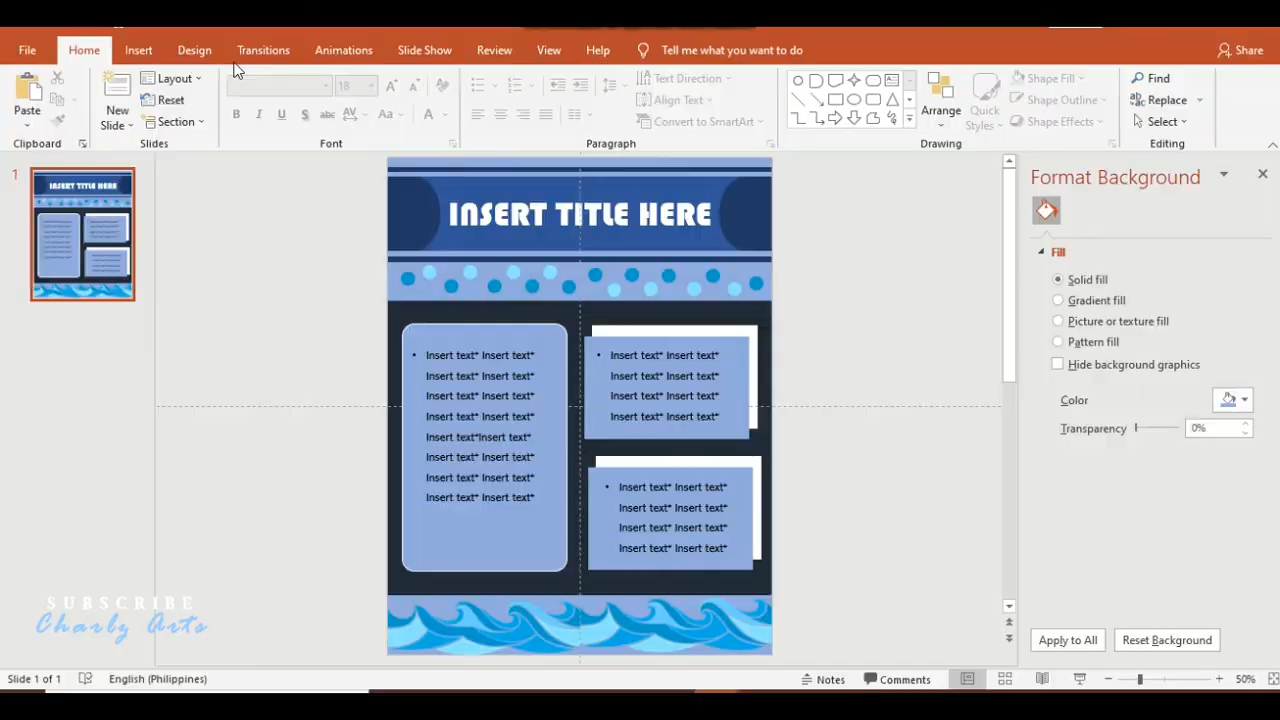 File Home Insert Design Transitions Animations Slide Show Review View Help Tell me what you want to do Share
Paste
Clipboard
New Slide
Layout
Reset
Section
Slides
18
B I U S abc AV Aa A
Font
Text Direction
Align Text
Convert to SmartArt
Paragraph
Arrange
Quick Styles
Shape Fill
Shape Outline
Shape Effects
Drawing
Find
Replace
Select
Editing
1
INSERT TITLE HERE
INSERT TITLE HERE
• Insert text* Insert text*
Insert text* Insert text*
Insert text* Insert text*
Insert text* Insert text*
Insert text*Insert text*
Insert text* Insert text*
Insert text* Insert text*
Insert text* Insert text*
• Insert text* Insert text*
Insert text* Insert text*
Insert text* Insert text*
Insert text* Insert text*
• Insert text* Insert text*
Insert text* Insert text*
Insert text* Insert text*
Insert text* Insert text*
Format Background
Fill
Solid fill
Gradient fill
Picture or texture fill
Pattern fill
Hide background graphics
Color
Transparency 0%
Apply to All Reset Background
SUBSCRIBE
Charly Arts
Slide 1 of 1 English (Philippines) Notes Comments 50%